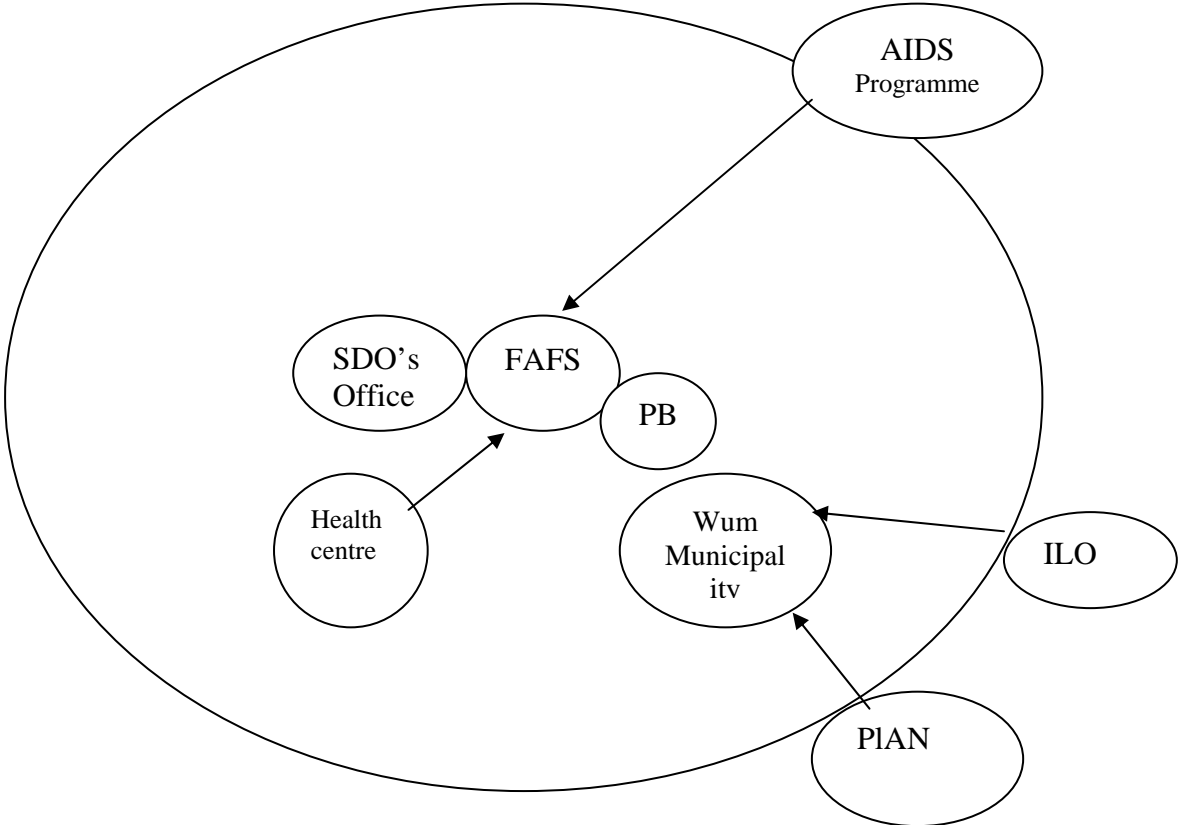 AIDS
Programme
SDO's
Office
FAFS
PB
Health
centre
Wum
Municipal
itv
ILO
PlAN